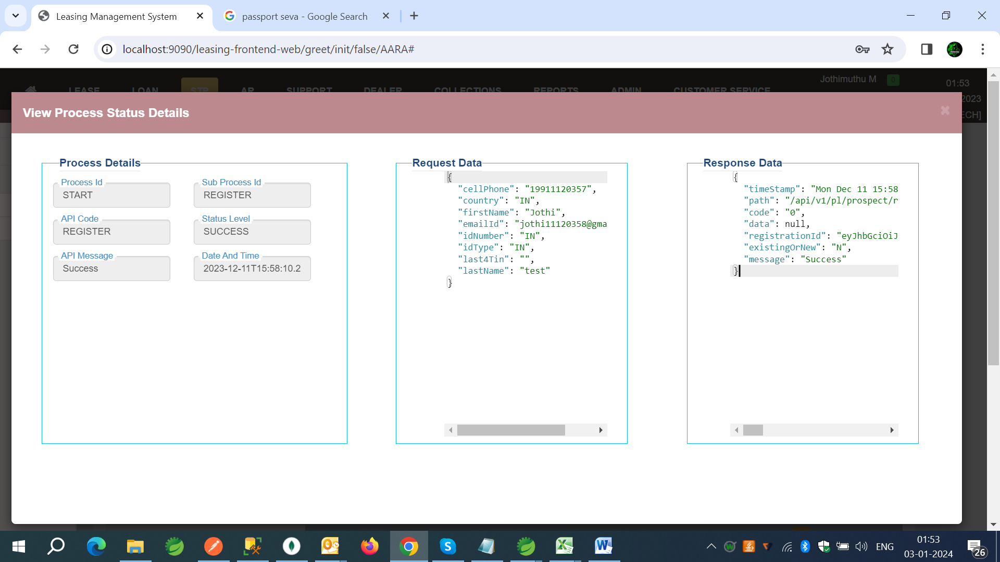 Leasing Management System
passport seva - Google Search
localhost:9090/leasing-frontend-web/greet/init/false/AARA#
Jothimuthu M 0
01:53
LEASE LOAN STP AR SUPPORT DEALER COLLECTIONS REPORTS ADMIN CUSTOMER SERVICE
2023
ECH]
View Process Status Details
Process Details
Process Id
START
Sub Process Id
REGISTER
API Code
REGISTER
Status Level
SUCCESS
API Message
Success
Date And Time
2023-12-11T15:58:10.2
Request Data
{
"cellPhone": "19911120357",
"country": "IN",
"firstName": "Jothi",
"emailId": "jothi11120358@gma
"idNumber": "IN",
"idType": "IN",
"last4Tin": "",
"lastName": "test"
}
Response Data
{
"timeStamp": "Mon Dec 11 15:58
"path": "/api/v1/pl/prospect/r
"code": "0",
"data": null,
"registrationId": "eyJhbGciOiJ
"existingOrNew": "N",
"message": "Success"
}
ENG
01:53
03-01-2024
26